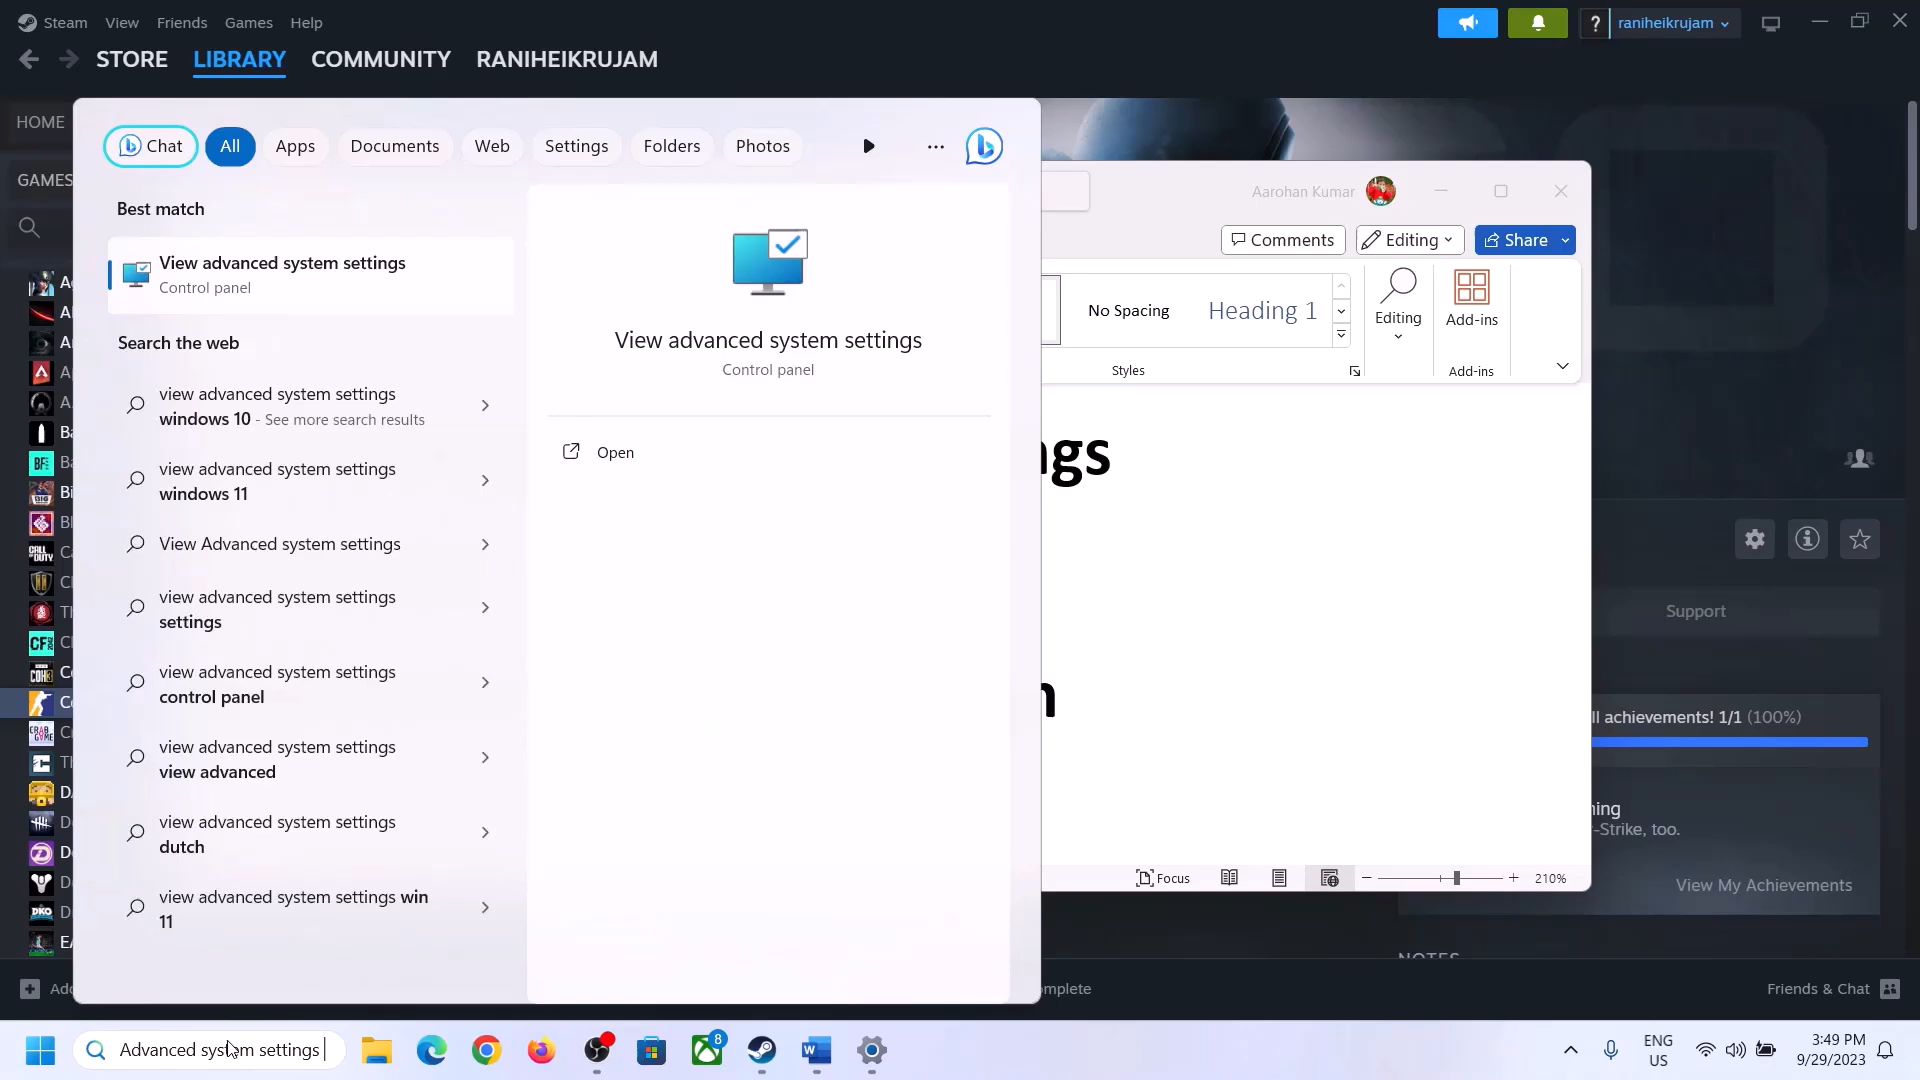 Steam View Friends Games Help
raniheikrujam
STORE LIBRARY COMMUNITY RANIHEIKRUJAM
HOME
GAMES
Chat All Apps Documents Web Settings Folders Photos
Best match
View advanced system settings
Control panel
Search the web
view advanced system settings
windows 10 - See more search results
view advanced system settings
windows 11
View Advanced system settings
view advanced system settings
settings
view advanced system settings
control panel
view advanced system settings
view advanced
view advanced system settings
dutch
view advanced system settings win
11
View advanced system settings
Control panel
Open
Aarohan Kumar
Comments Editing Share
No Spacing Heading 1
Editing
Add-ins
Styles
Add-ins
ngs
n
Focus
210%
Support
ll achievements! 1/1 (100%)
ning
-Strike, too.
View My Achievements
NOTES
Add
omplete
Friends & Chat
Advanced system settings
8
ENG
US
3:49 PM
9/29/2023